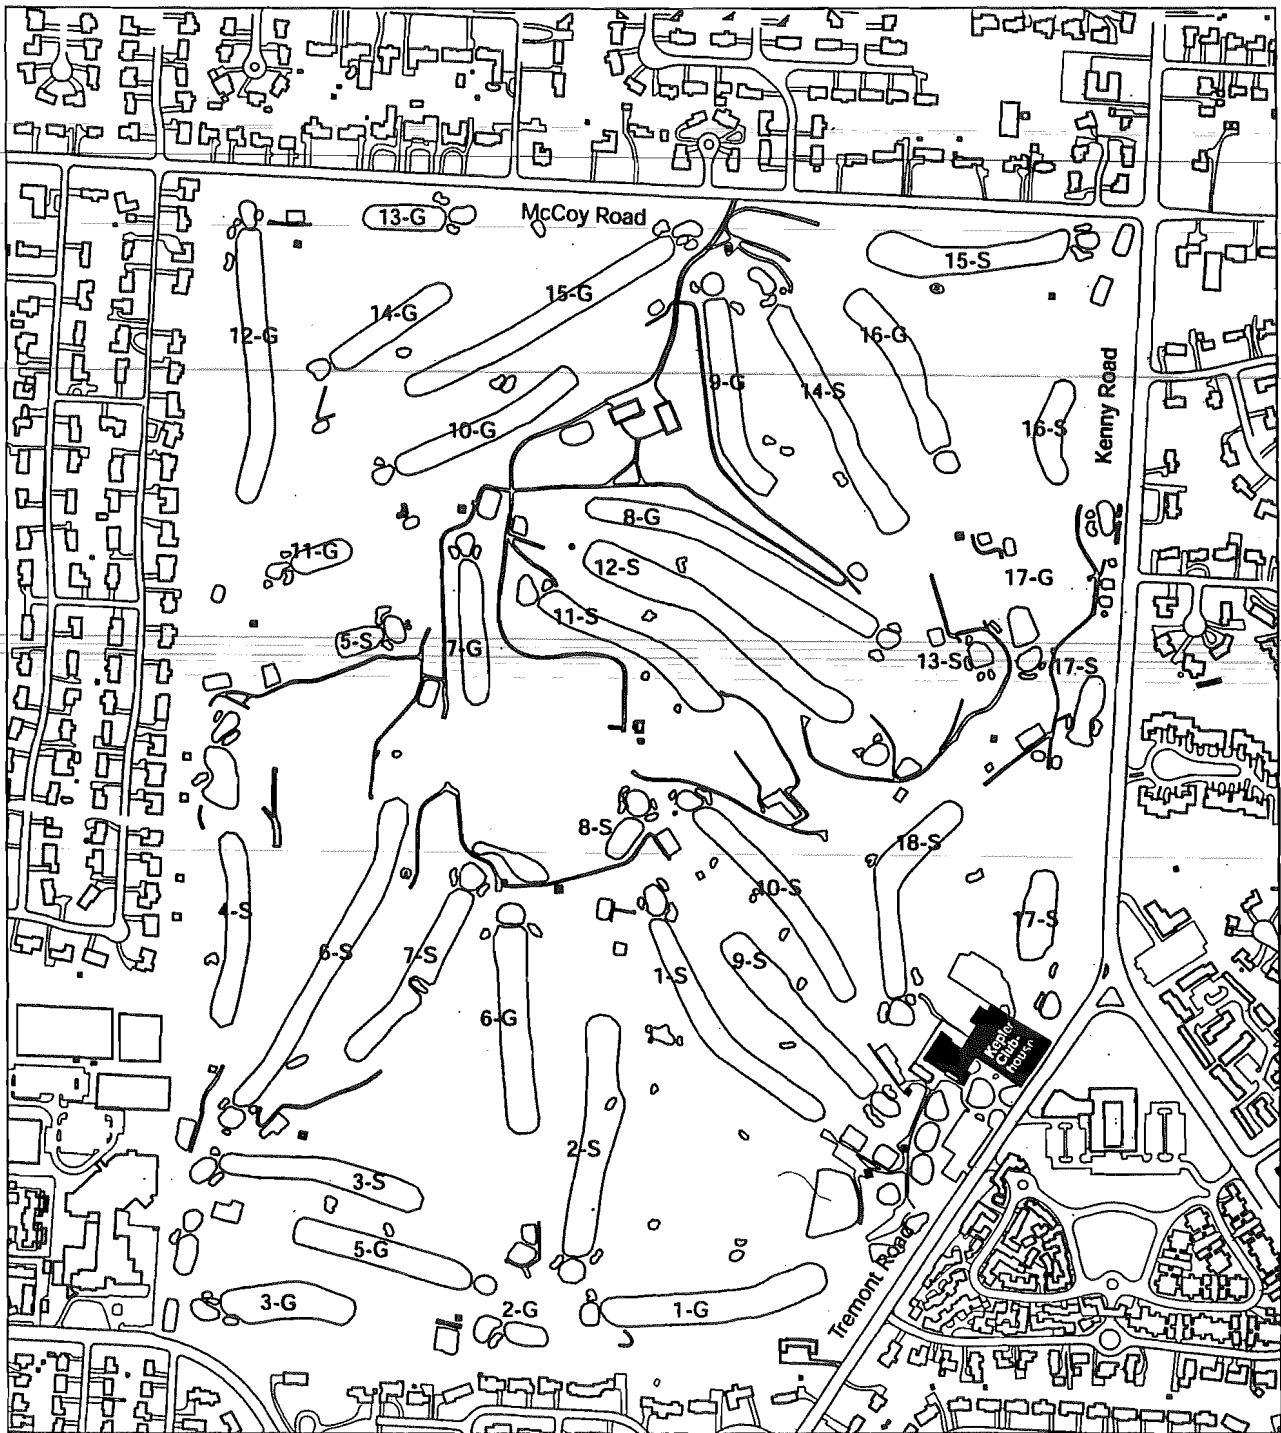 13-G
McCoy Road
15-S
15-G
14-G
12-G
16-G
9-G
14-S
16-S
10-G
Kenny Road
8-G
11-G
12-S
17-G
11-S
5-S
7-G
13-S
17-S
8-S
18-S
10-S
4-S
17-S
6-S
7-S
9-S
1-S
6-G
Kepler
Club-
house
2-S
3-S
5-G
Tremont Road
3-G
2-G
1-G